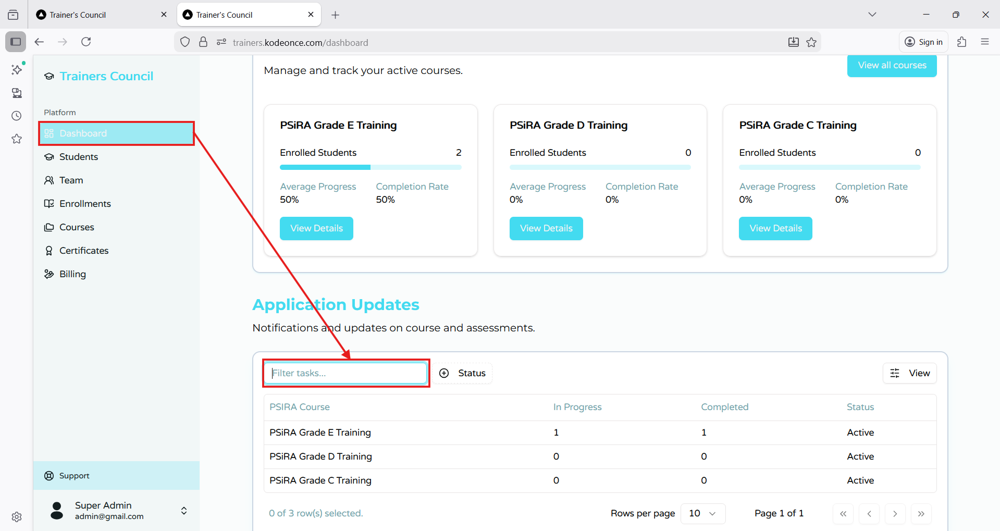 Trainer's Council
Trainer's Council
trainers.kodeonce.com/dashboard
Sign in
Trainers Council
Platform
Dashboard
Students
Team
Enrollments
Courses
Certificates
Billing
Support
Super Admin
admin@gmail.com
Manage and track your active courses.
View all courses
PSiRA Grade E Training
Enrolled Students 2
Average Progress Completion Rate
50% 50%
View Details
PSiRA Grade D Training
Enrolled Students 0
Average Progress Completion Rate
0% 0%
View Details
PSiRA Grade C Training
Enrolled Students 0
Average Progress Completion Rate
0% 0%
View Details
Application Updates
Notifications and updates on course and assessments.
Filter tasks... Status View
PSIRA Course In Progress Completed Status
PSiRA Grade E Training 1 1 Active
PSiRA Grade D Training 0 0 Active
PSiRA Grade C Training 0 0 Active
0 of 3 row(s) selected. Rows per page 10 Page 1 of 1